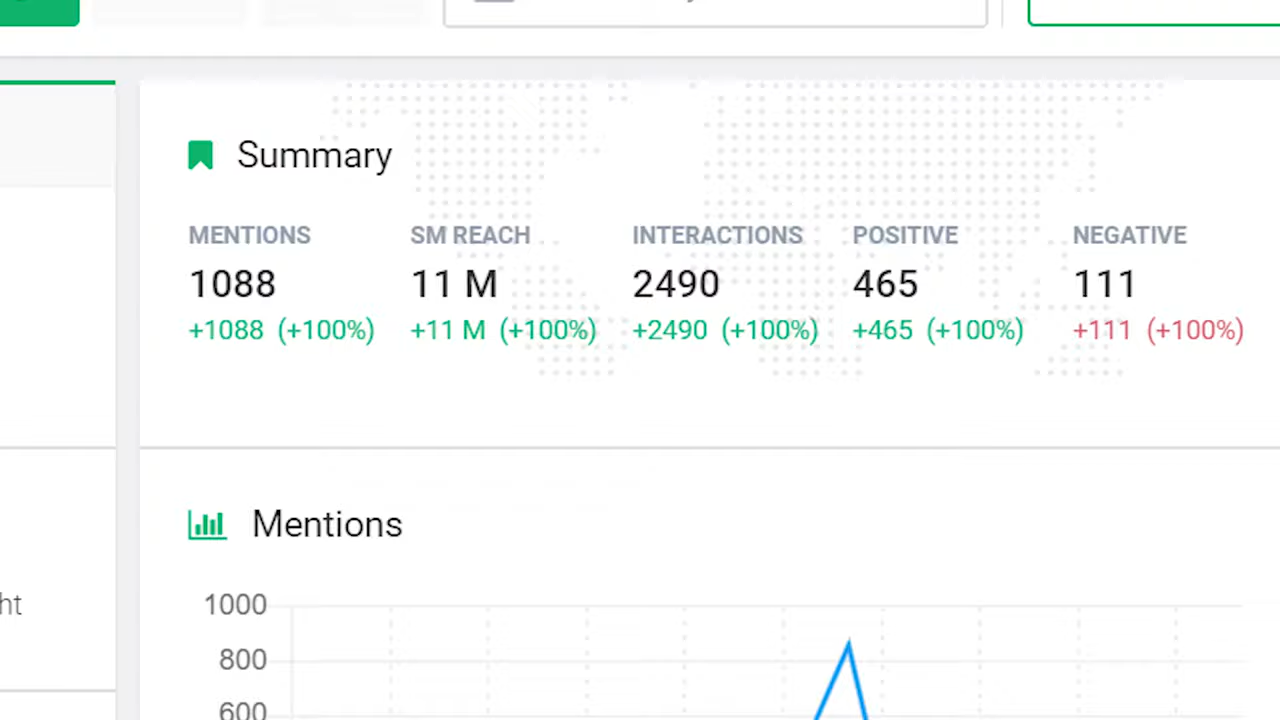 Summary
MENTIONS SM REACH INTERACTIONS POSITIVE NEGATIVE
1088 11 M 2490 465 111
+1088 (+100%) +11 M (+100%) +2490 (+100%) +465 (+100%) +111 (+100%)
Mentions
1000
ht
800
600